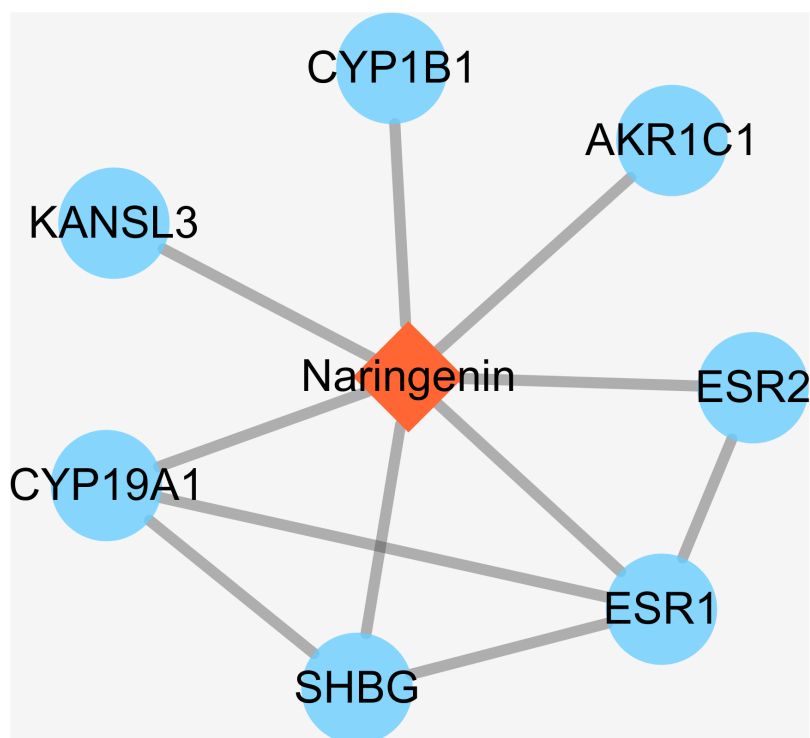 CYP1B1
AKR1C1
KANSL3
Naringenin
ESR2
CYP19A1
ESR1
SHBG